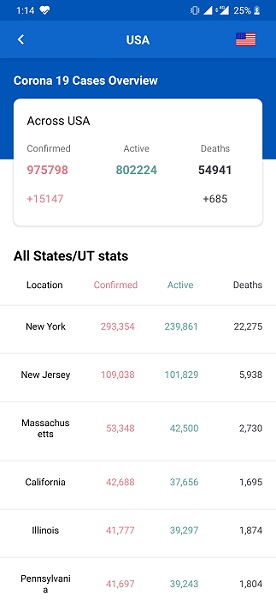 1:14 25%
USA
Corona 19 Cases Overview
Across USA
Confirmed Active Deaths
975798 802224 54941
+15147 +685
All States/UT stats
Location Confirmed Active Deaths
New York 293,354 239,861 22,275
New Jersey 109,038 101,829 5,938
Massachus
etts 53,348 42,500 2,730
California 42,688 37,656 1,695
Illinois 41,777 39,297 1,874
Pennsylvani
a 41,697 39,243 1,804